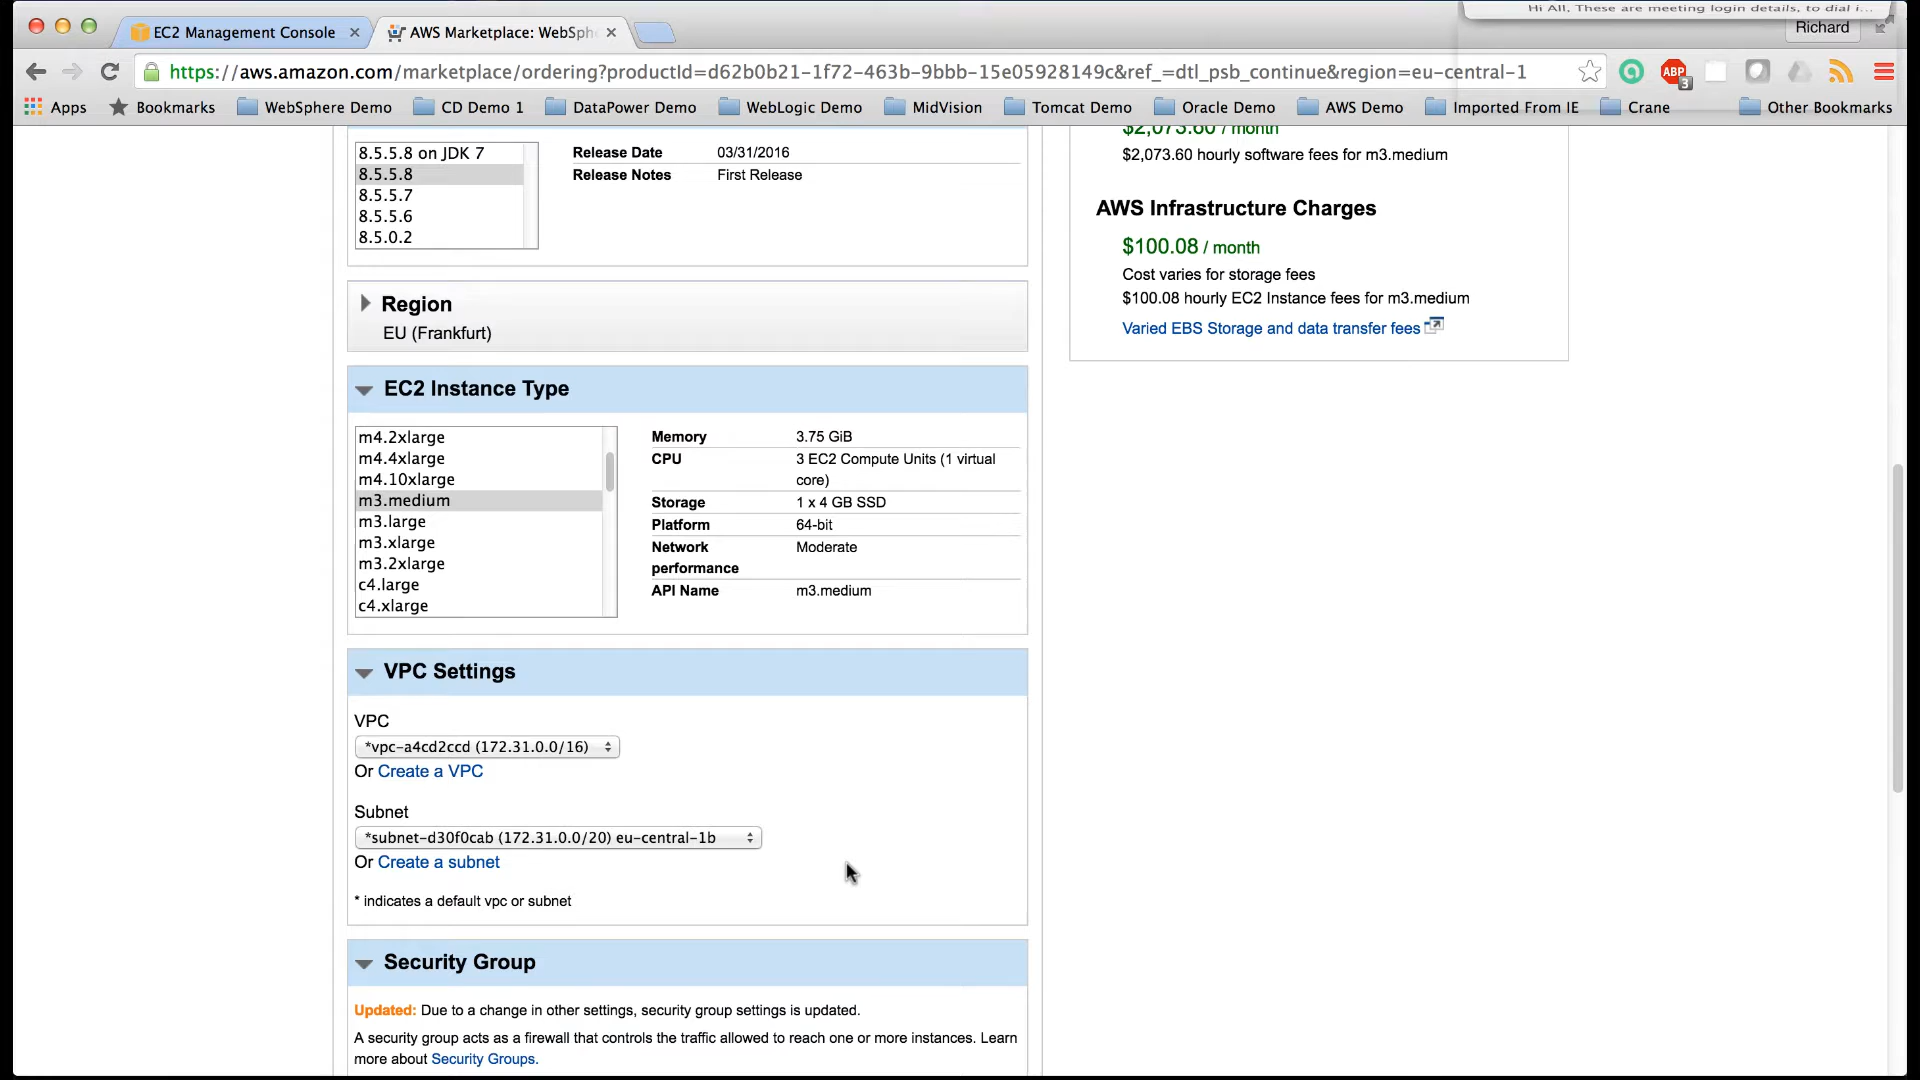 Hi All, These are meeting login details, to dial i...
EC2 Management Console
AWS Marketplace: WebSph
Richard
https://aws.amazon.com/marketplace/ordering?productId=d62b0b21-1f72-463b-9bbb-15e05928149c&ref_=dtl_psb_continue&region=eu-central-1
ABP
3
Apps
Bookmarks
WebSphere Demo
CD Demo 1
DataPower Demo
WebLogic Demo
MidVision
Tomcat Demo
Oracle Demo
AWS Demo
Imported From IE
Crane
Other Bookmarks
8.5.5.8 on JDK 7
8.5.5.8
8.5.5.7
8.5.5.6
8.5.0.2
Release Date 03/31/2016
Release Notes First Release
$2,073.60 / month
$2,073.60 hourly software fees for m3.medium
AWS Infrastructure Charges
$100.08 / month
Cost varies for storage fees
$100.08 hourly EC2 Instance fees for m3.medium
Varied EBS Storage and data transfer fees
Region
EU (Frankfurt)
EC2 Instance Type
m4.2xlarge
m4.4xlarge
m4.10xlarge
m3.medium
m3.large
m3.xlarge
m3.2xlarge
c4.large
c4.xlarge
Memory 3.75 GiB
CPU 3 EC2 Compute Units (1 virtual
core)
Storage 1 x 4 GB SSD
Platform 64-bit
Network Moderate
performance
API Name m3.medium
VPC Settings
VPC
*vpc-a4cd2ccd (172.31.0.0/16)
Or Create a VPC
Subnet
*subnet-d30f0cab (172.31.0.0/20) eu-central-1b
Or Create a subnet
* indicates a default vpc or subnet
Security Group
Updated: Due to a change in other settings, security group settings is updated.
A security group acts as a firewall that controls the traffic allowed to reach one or more instances. Learn
more about Security Groups.